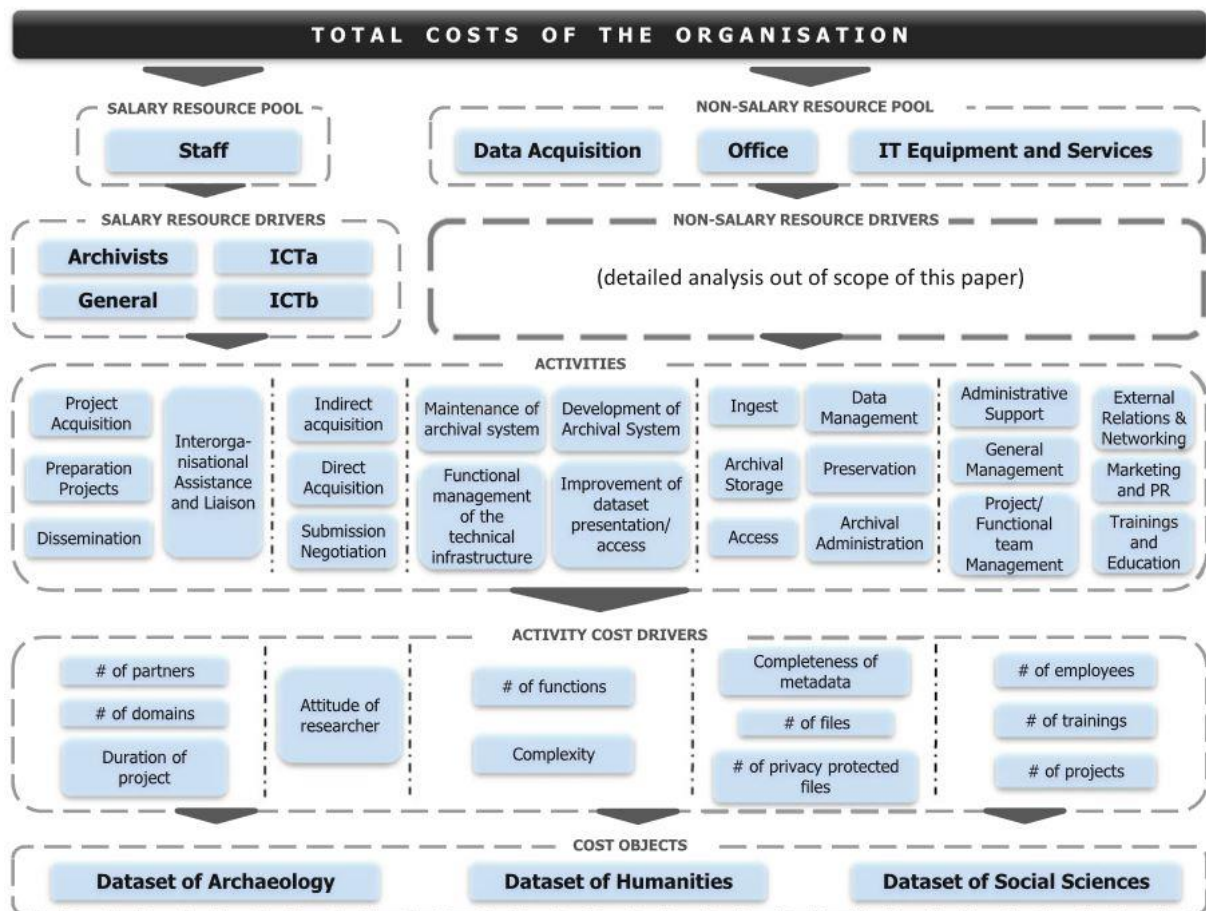 TOTAL COSTS OF THE ORGANISATION
SALARY RESOURCE POOL
Staff
NON-SALARY RESOURCE POOL
Data Acquisition
Office
IT Equipment and Services
SALARY RESOURCE DRIVERS
Archivists
ICTa
General
ICTb
NON-SALARY RESOURCE DRIVERS
(detailed analysis out of scope of this paper)
ACTIVITIES
Project
Acquisition
Preparation
Projects
Dissemination
Interorga-
nisational
Assistance
and Liaison
Indirect
acquisition
Direct
Acquisition
Submission
Negotiation
Maintenance of
archival system
Development of
Archival System
Functional
management
of the
technical
infrastructure
Improvement of
dataset
presentation/
access
Ingest
Data
Management
Archival
Storage
Preservation
Access
Archival
Administration
Administrative
Support
General
Management
Project/
Functional
team
Management
External
Relations &
Networking
Marketing
and PR
Trainings
and
Education
ACTIVITY COST DRIVERS
# of partners
# of domains
Duration of
project
Attitude of
researcher
# of functions
Complexity
Completeness of
metadata
# of files
# of privacy protected
files
# of employees
# of trainings
# of projects
COST OBJECTS
Dataset of Archaeology
Dataset of Humanities
Dataset of Social Sciences